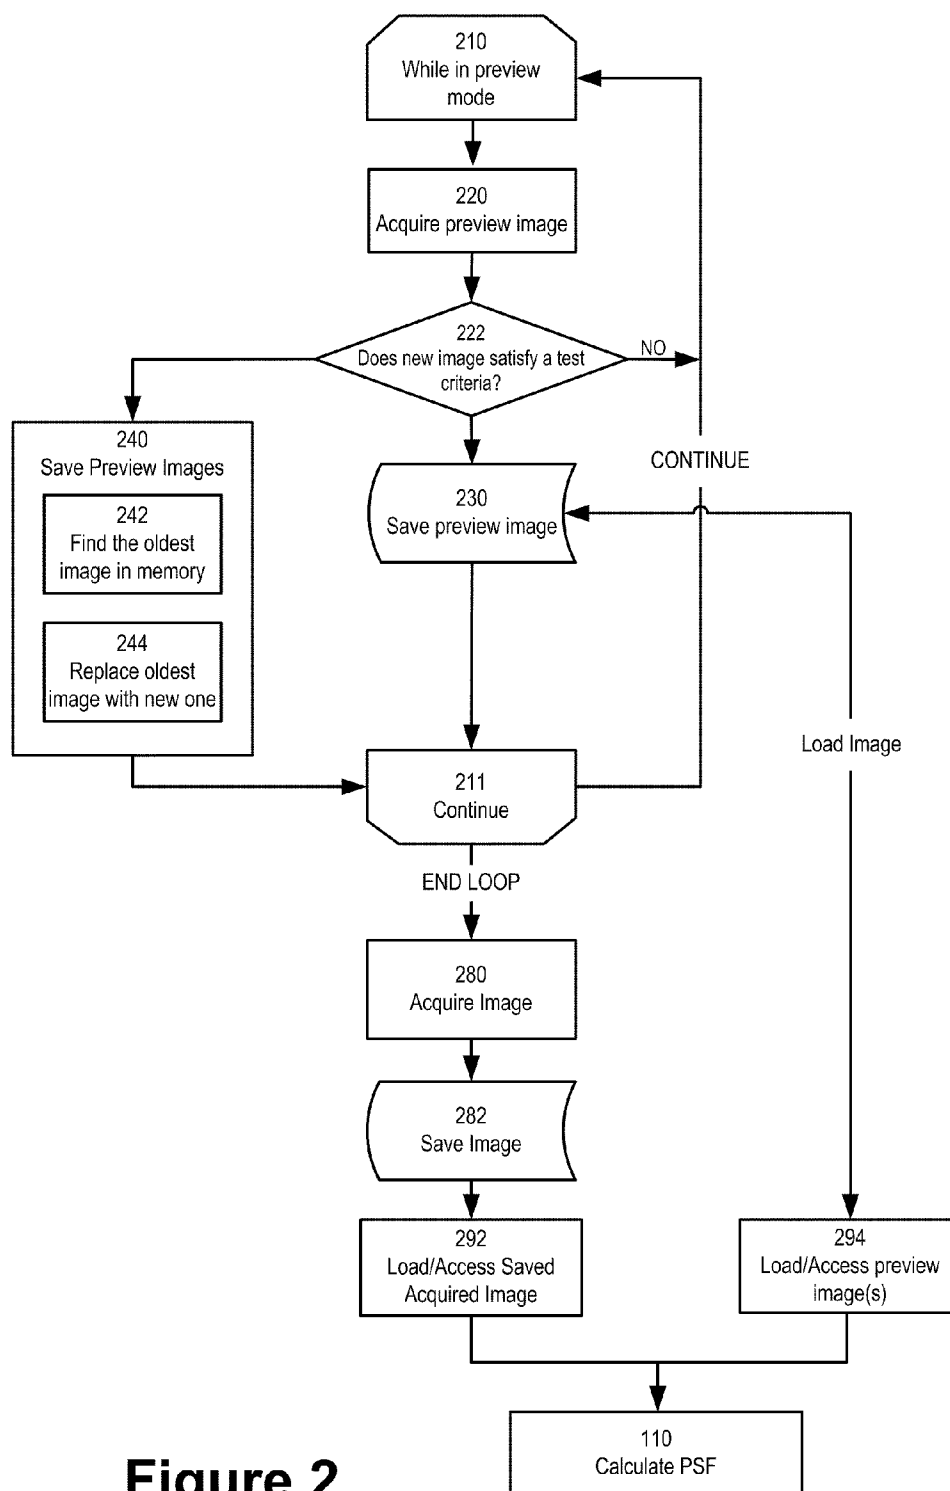 210
While in preview
mode
220
Acquire preview image
222
Does new image satisfy a test
criteria?
NO
240
Save Preview Images
242
Find the oldest
image in memory
244
Replace oldest
image with new one
230
Save preview image
CONTINUE
Load Image
211
Continue
END LOOP
280
Acquire Image
282
Save Image
292
Load/Access Saved
Acquired Image
294
Load/Access preview
image(s)
110
Calculate PSF
Figure 2